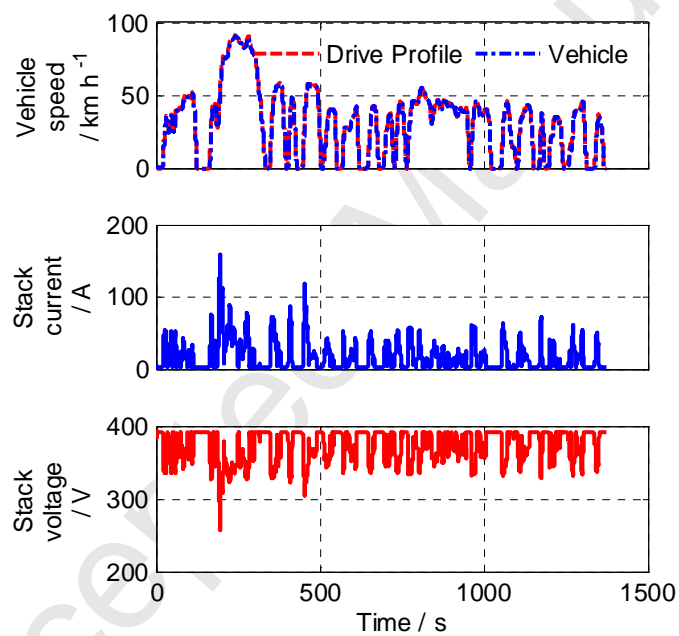 Vehicle
speed
/ km h -1
100
50
0
Drive Profile
Vehicle
Stack
current
/ A
200
100
0
Stack
voltage
/ V
400
300
200
0
500
1000
1500
Time / s